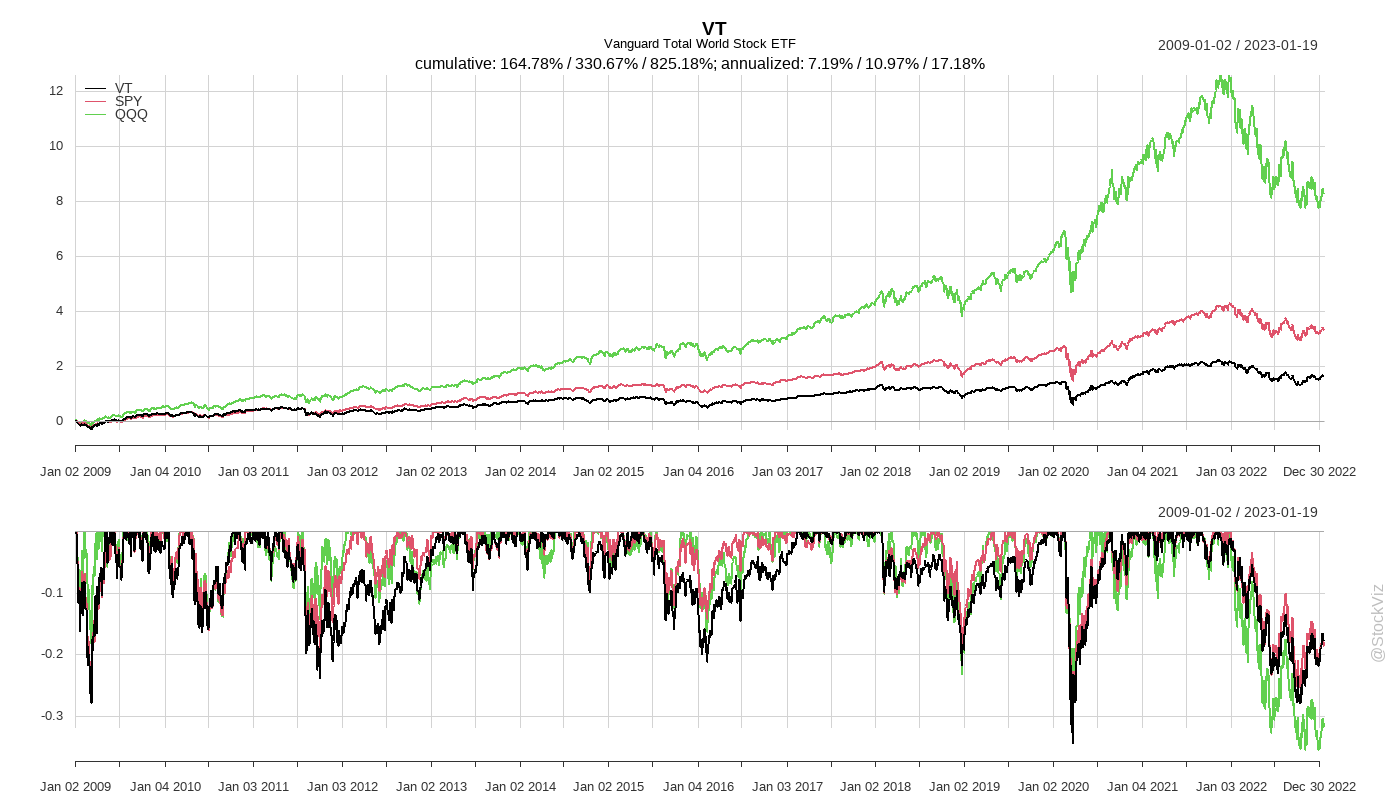 VT
Vanguard Total World Stock ETF
2009-01-02 / 2023-01-19
cumulative: 164.78% / 330.67% / 825.18%; annualized: 7.19% / 10.97% / 17.18%
VT
SPY
QQQ
12
10
8
6
4
2
0
Jan 02 2009 Jan 04 2010 Jan 03 2011 Jan 03 2012 Jan 02 2013 Jan 02 2014 Jan 02 2015 Jan 04 2016 Jan 03 2017 Jan 02 2018 Jan 02 2019 Jan 02 2020 Jan 04 2021 Jan 03 2022 Dec 30 2022
2009-01-02 / 2023-01-19
-0.1
-0.2
-0.3
Jan 02 2009 Jan 04 2010 Jan 03 2011 Jan 03 2012 Jan 02 2013 Jan 02 2014 Jan 02 2015 Jan 04 2016 Jan 03 2017 Jan 02 2018 Jan 02 2019 Jan 02 2020 Jan 04 2021 Jan 03 2022 Dec 30 2022
@StockViz